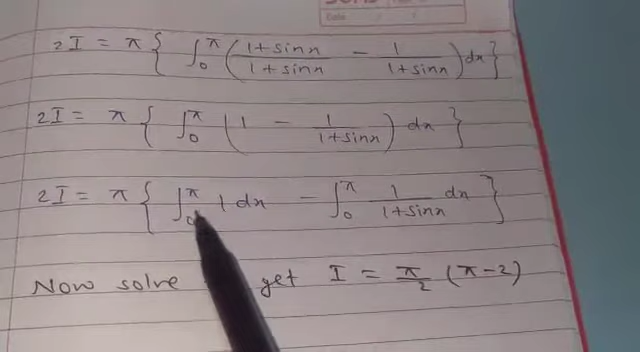 Date
2I = π { ∫₀^π ( (1+sinx)/(1+sinx) − 1/(1+sinx) ) dx }
2I = π { ∫₀^π ( 1 − 1/(1+sinx) ) dx }
2I = π { ∫₀^π 1 dx − ∫₀^π 1/(1+sinx) dx }
Now solve get I = π/2 (π−2)